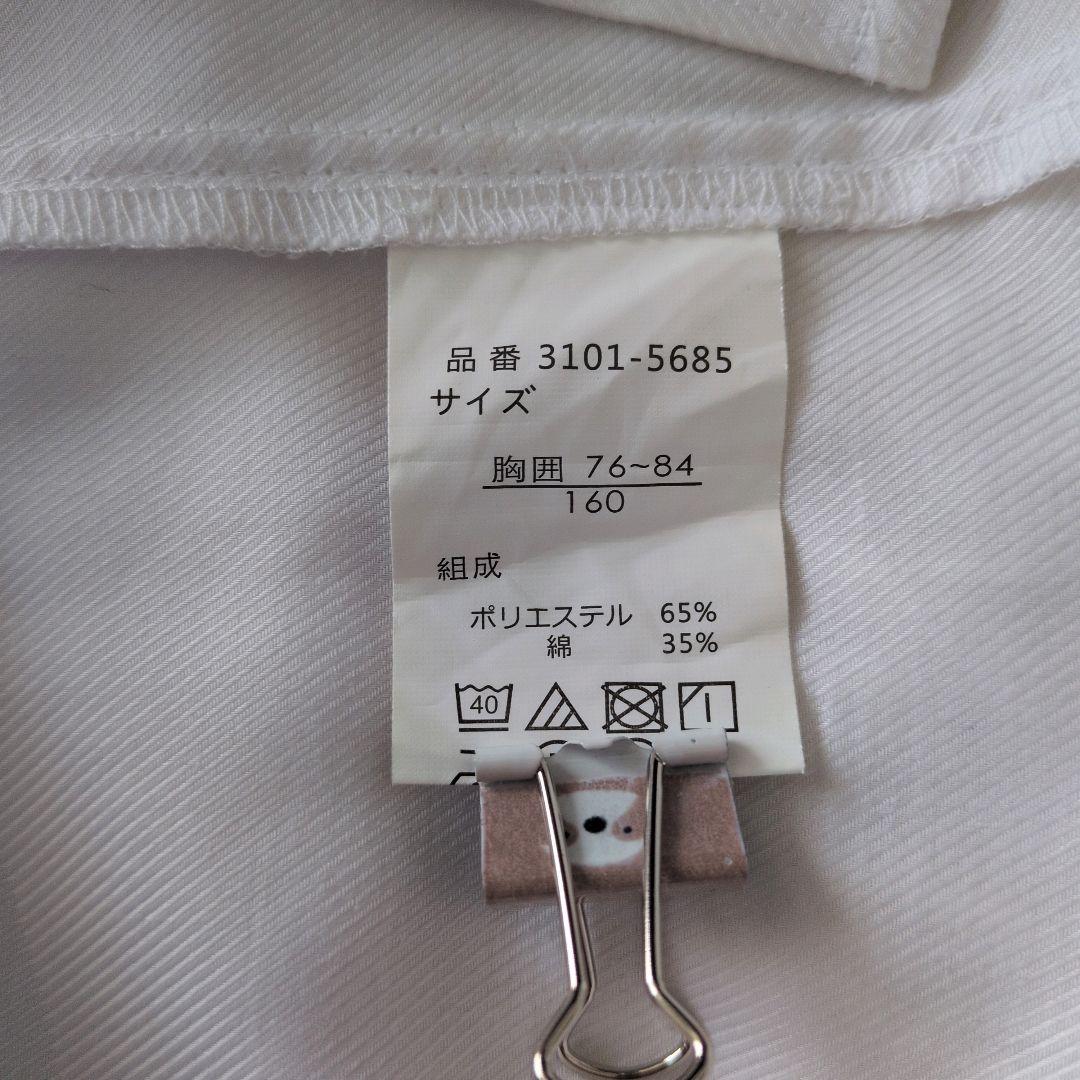 品番 3101-5685
サイズ
胸囲 76~84
160
組成
ポリエステル 65%
綿 35%
40